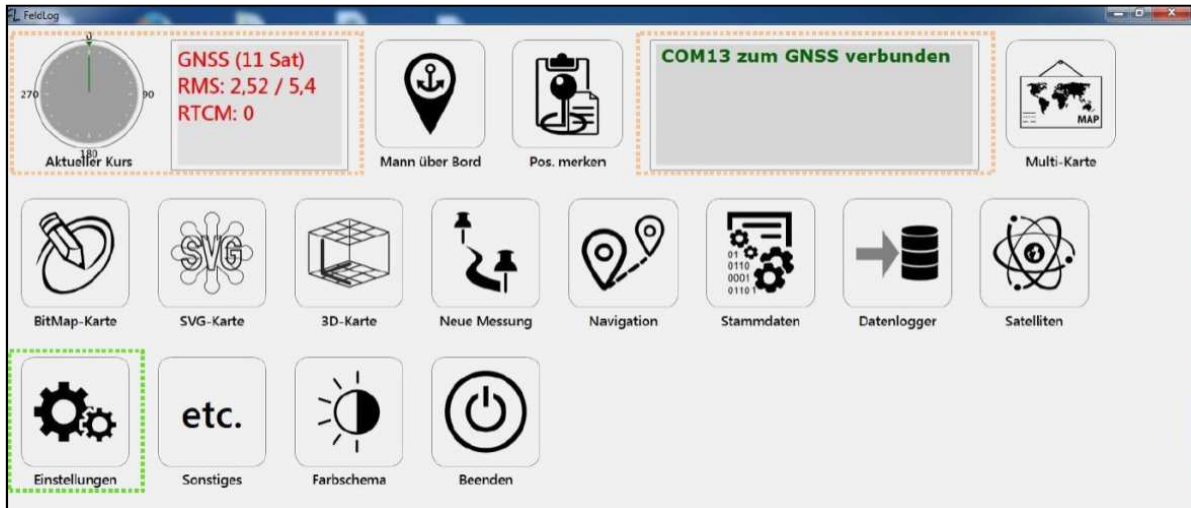 FL FeldLog
0
270
90
180
Aktueller Kurs
GNSS (11 Sat)
RMS: 2,52 / 5,4
RTCM: 0
Mann über Bord
Pos. merken
COM13 zum GNSS verbunden
MAP
Multi-Karte
BitMap-Karte
SVG
SVG-Karte
3D-Karte
Neue Messung
Navigation
01
0110
0001
01101
Stammdaten
Datenlogger
Satelliten
Einstellungen
etc.
Sonstiges
Farbschema
Beenden